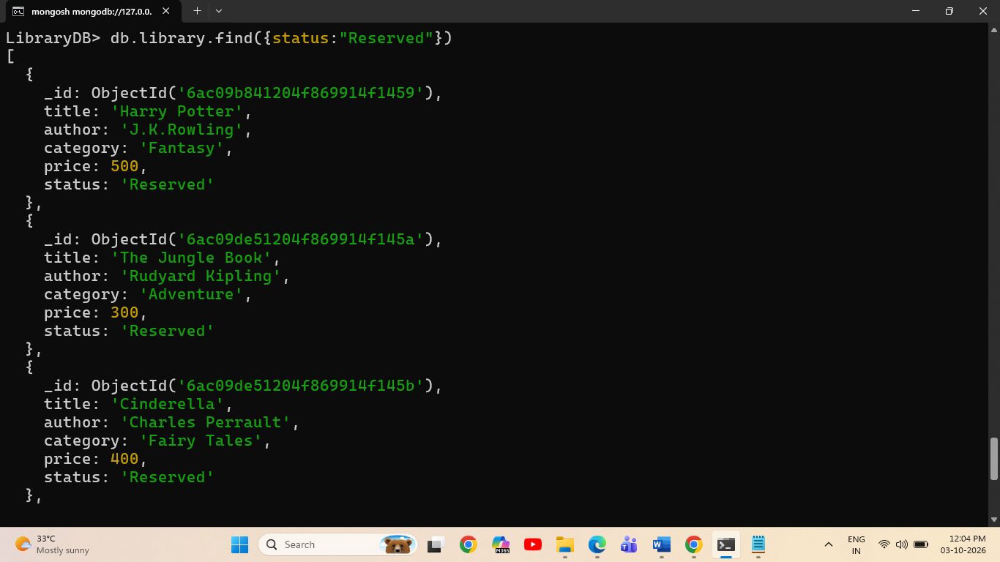 mongosh mongodb://127.0.0.
LibraryDB> db.library.find({status:"Reserved"})
[
  {
    _id: ObjectId('6ac09b841204f869914f1459'),
    title: 'Harry Potter',
    author: 'J.K.Rowling',
    category: 'Fantasy',
    price: 500,
    status: 'Reserved'
  },
  {
    _id: ObjectId('6ac09de51204f869914f145a'),
    title: 'The Jungle Book',
    author: 'Rudyard Kipling',
    category: 'Adventure',
    price: 300,
    status: 'Reserved'
  },
  {
    _id: ObjectId('6ac09de51204f869914f145b'),
    title: 'Cinderella',
    author: 'Charles Perrault',
    category: 'Fairy Tales',
    price: 400,
    status: 'Reserved'
  },
33°C
Mostly sunny
Search
M365
ENG
IN
12:04 PM
03-10-2026